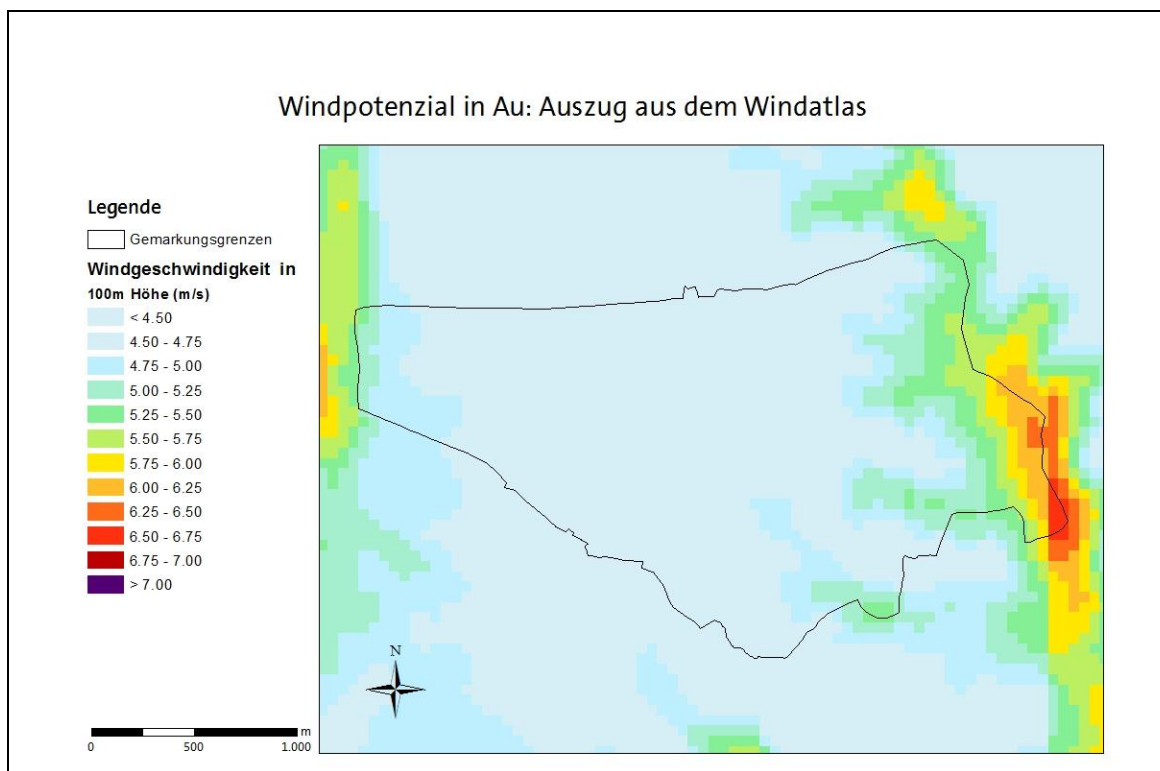 Windpotenzial in Au: Auszug aus dem Windatlas
Legende
Gemarkungsgrenzen
Windgeschwindigkeit in
100m Höhe (m/s)
< 4.50
4.50 - 4.75
4.75 - 5.00
5.00 - 5.25
5.25 - 5.50
5.50 - 5.75
5.75 - 6.00
6.00 - 6.25
6.25 - 6.50
6.50 - 6.75
6.75 - 7.00
> 7.00
N
m
0 500 1.000